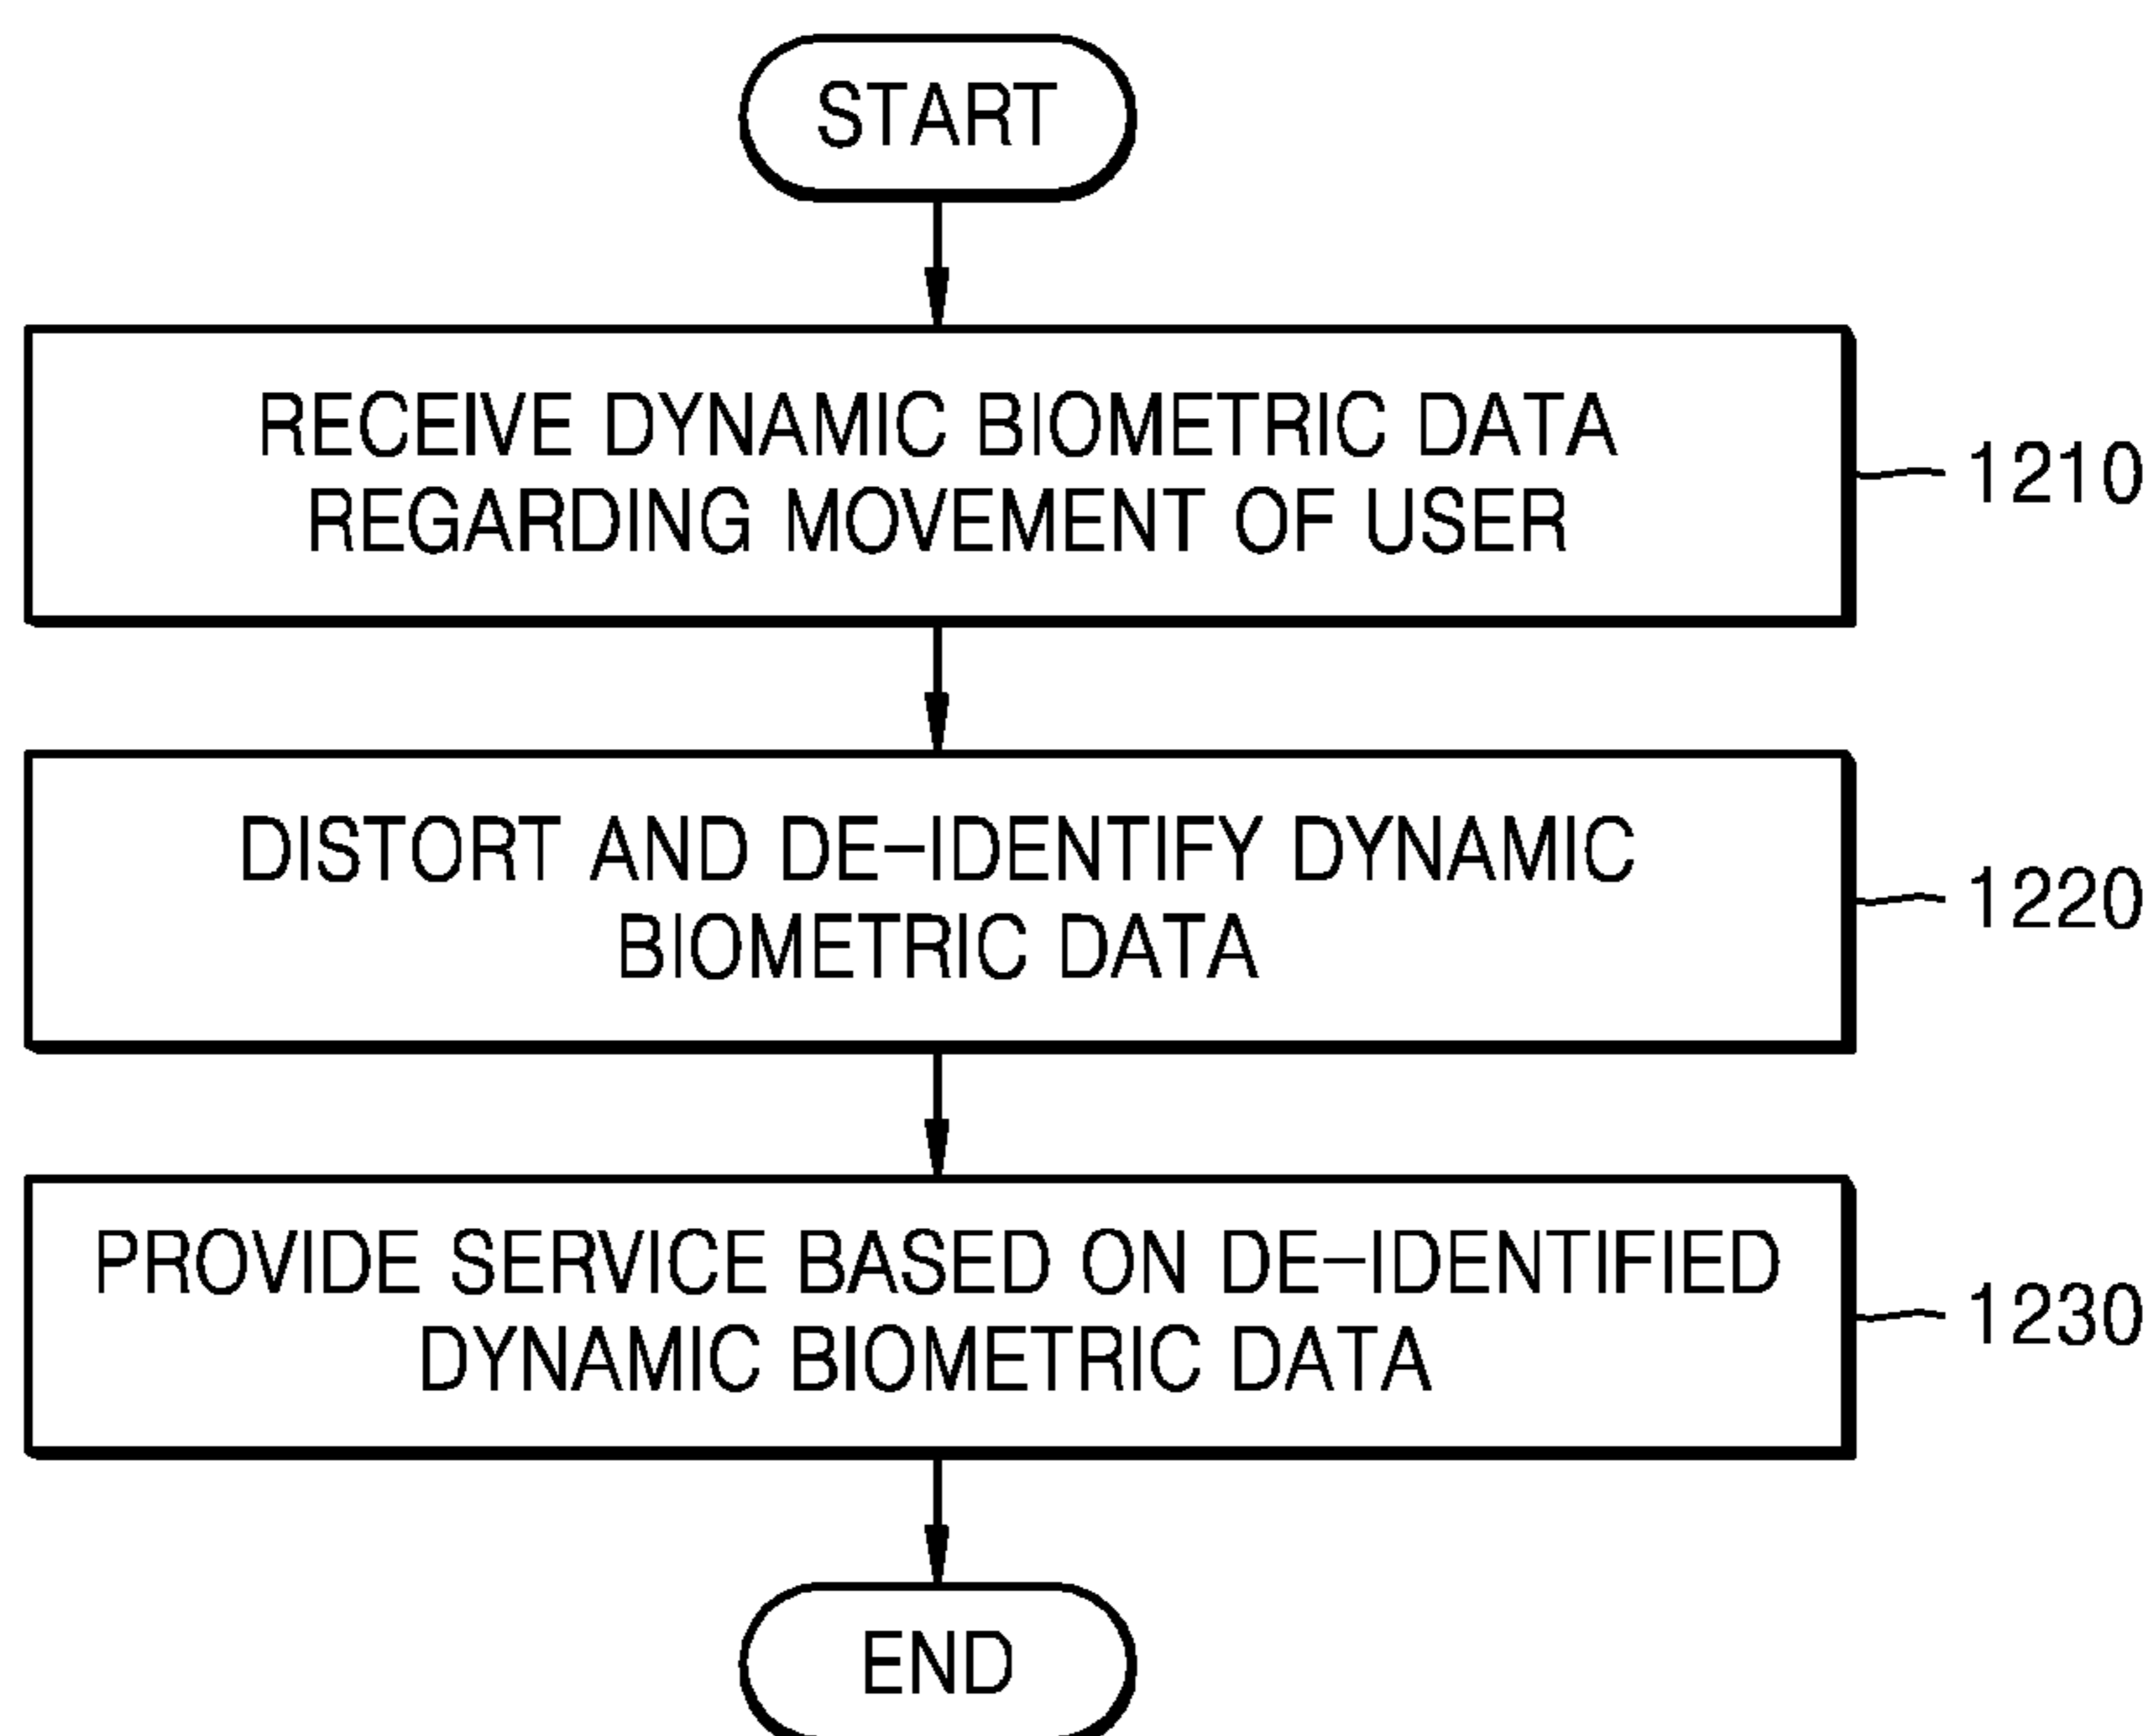 START
RECEIVE DYNAMIC BIOMETRIC DATA
REGARDING MOVEMENT OF USER
1210
DISTORT AND DE-IDENTIFY DYNAMIC
BIOMETRIC DATA
1220
PROVIDE SERVICE BASED ON DE-IDENTIFIED
DYNAMIC BIOMETRIC DATA
1230
END